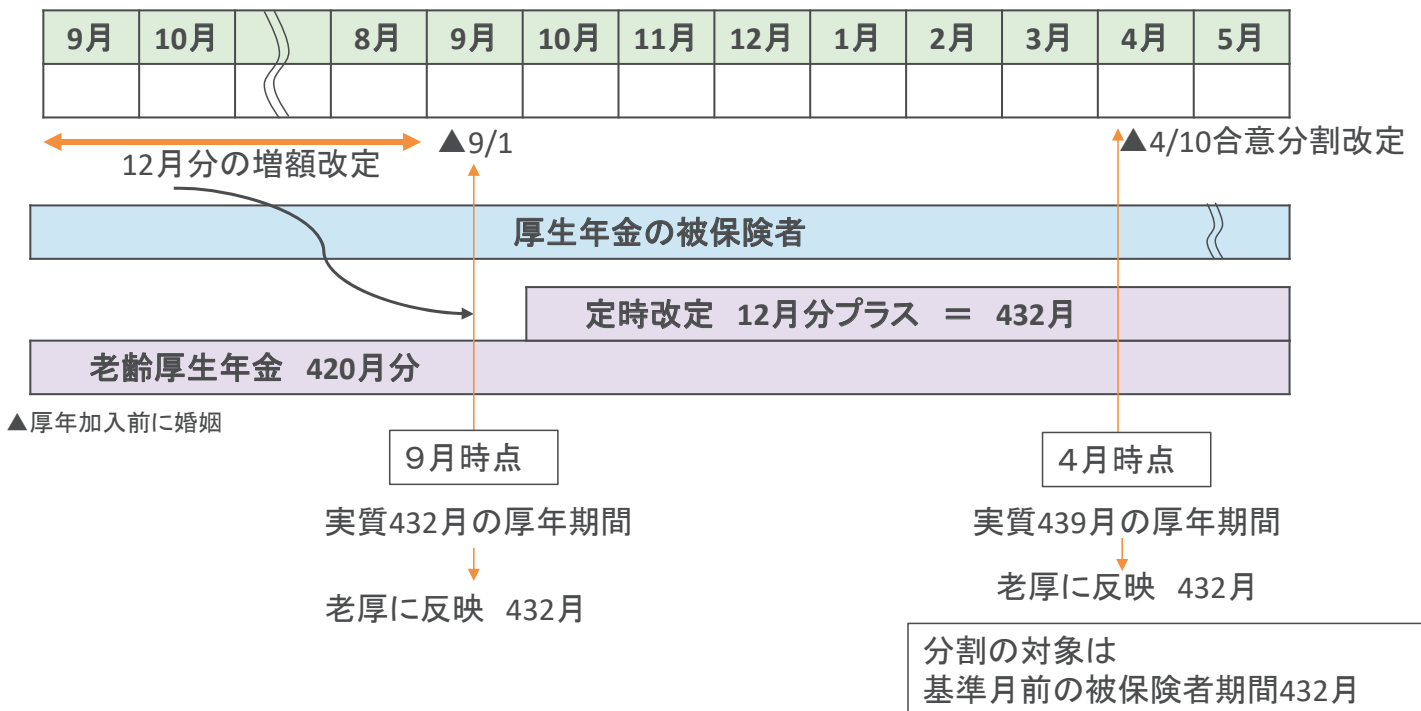 9月 10月 8月 9月 10月 11月 12月 1月 2月 3月 4月 5月
▲9/1
▲4/10合意分割改定
12月分の増額改定
厚生年金の被保険者
定時改定 12月分プラス = 432月
老齢厚生年金 420月分
▲厚年加入前に婚姻
９月時点
４月時点
実質432月の厚年期間
実質439月の厚年期間
老厚に反映 432月
老厚に反映 432月
分割の対象は
基準月前の被保険者期間432月